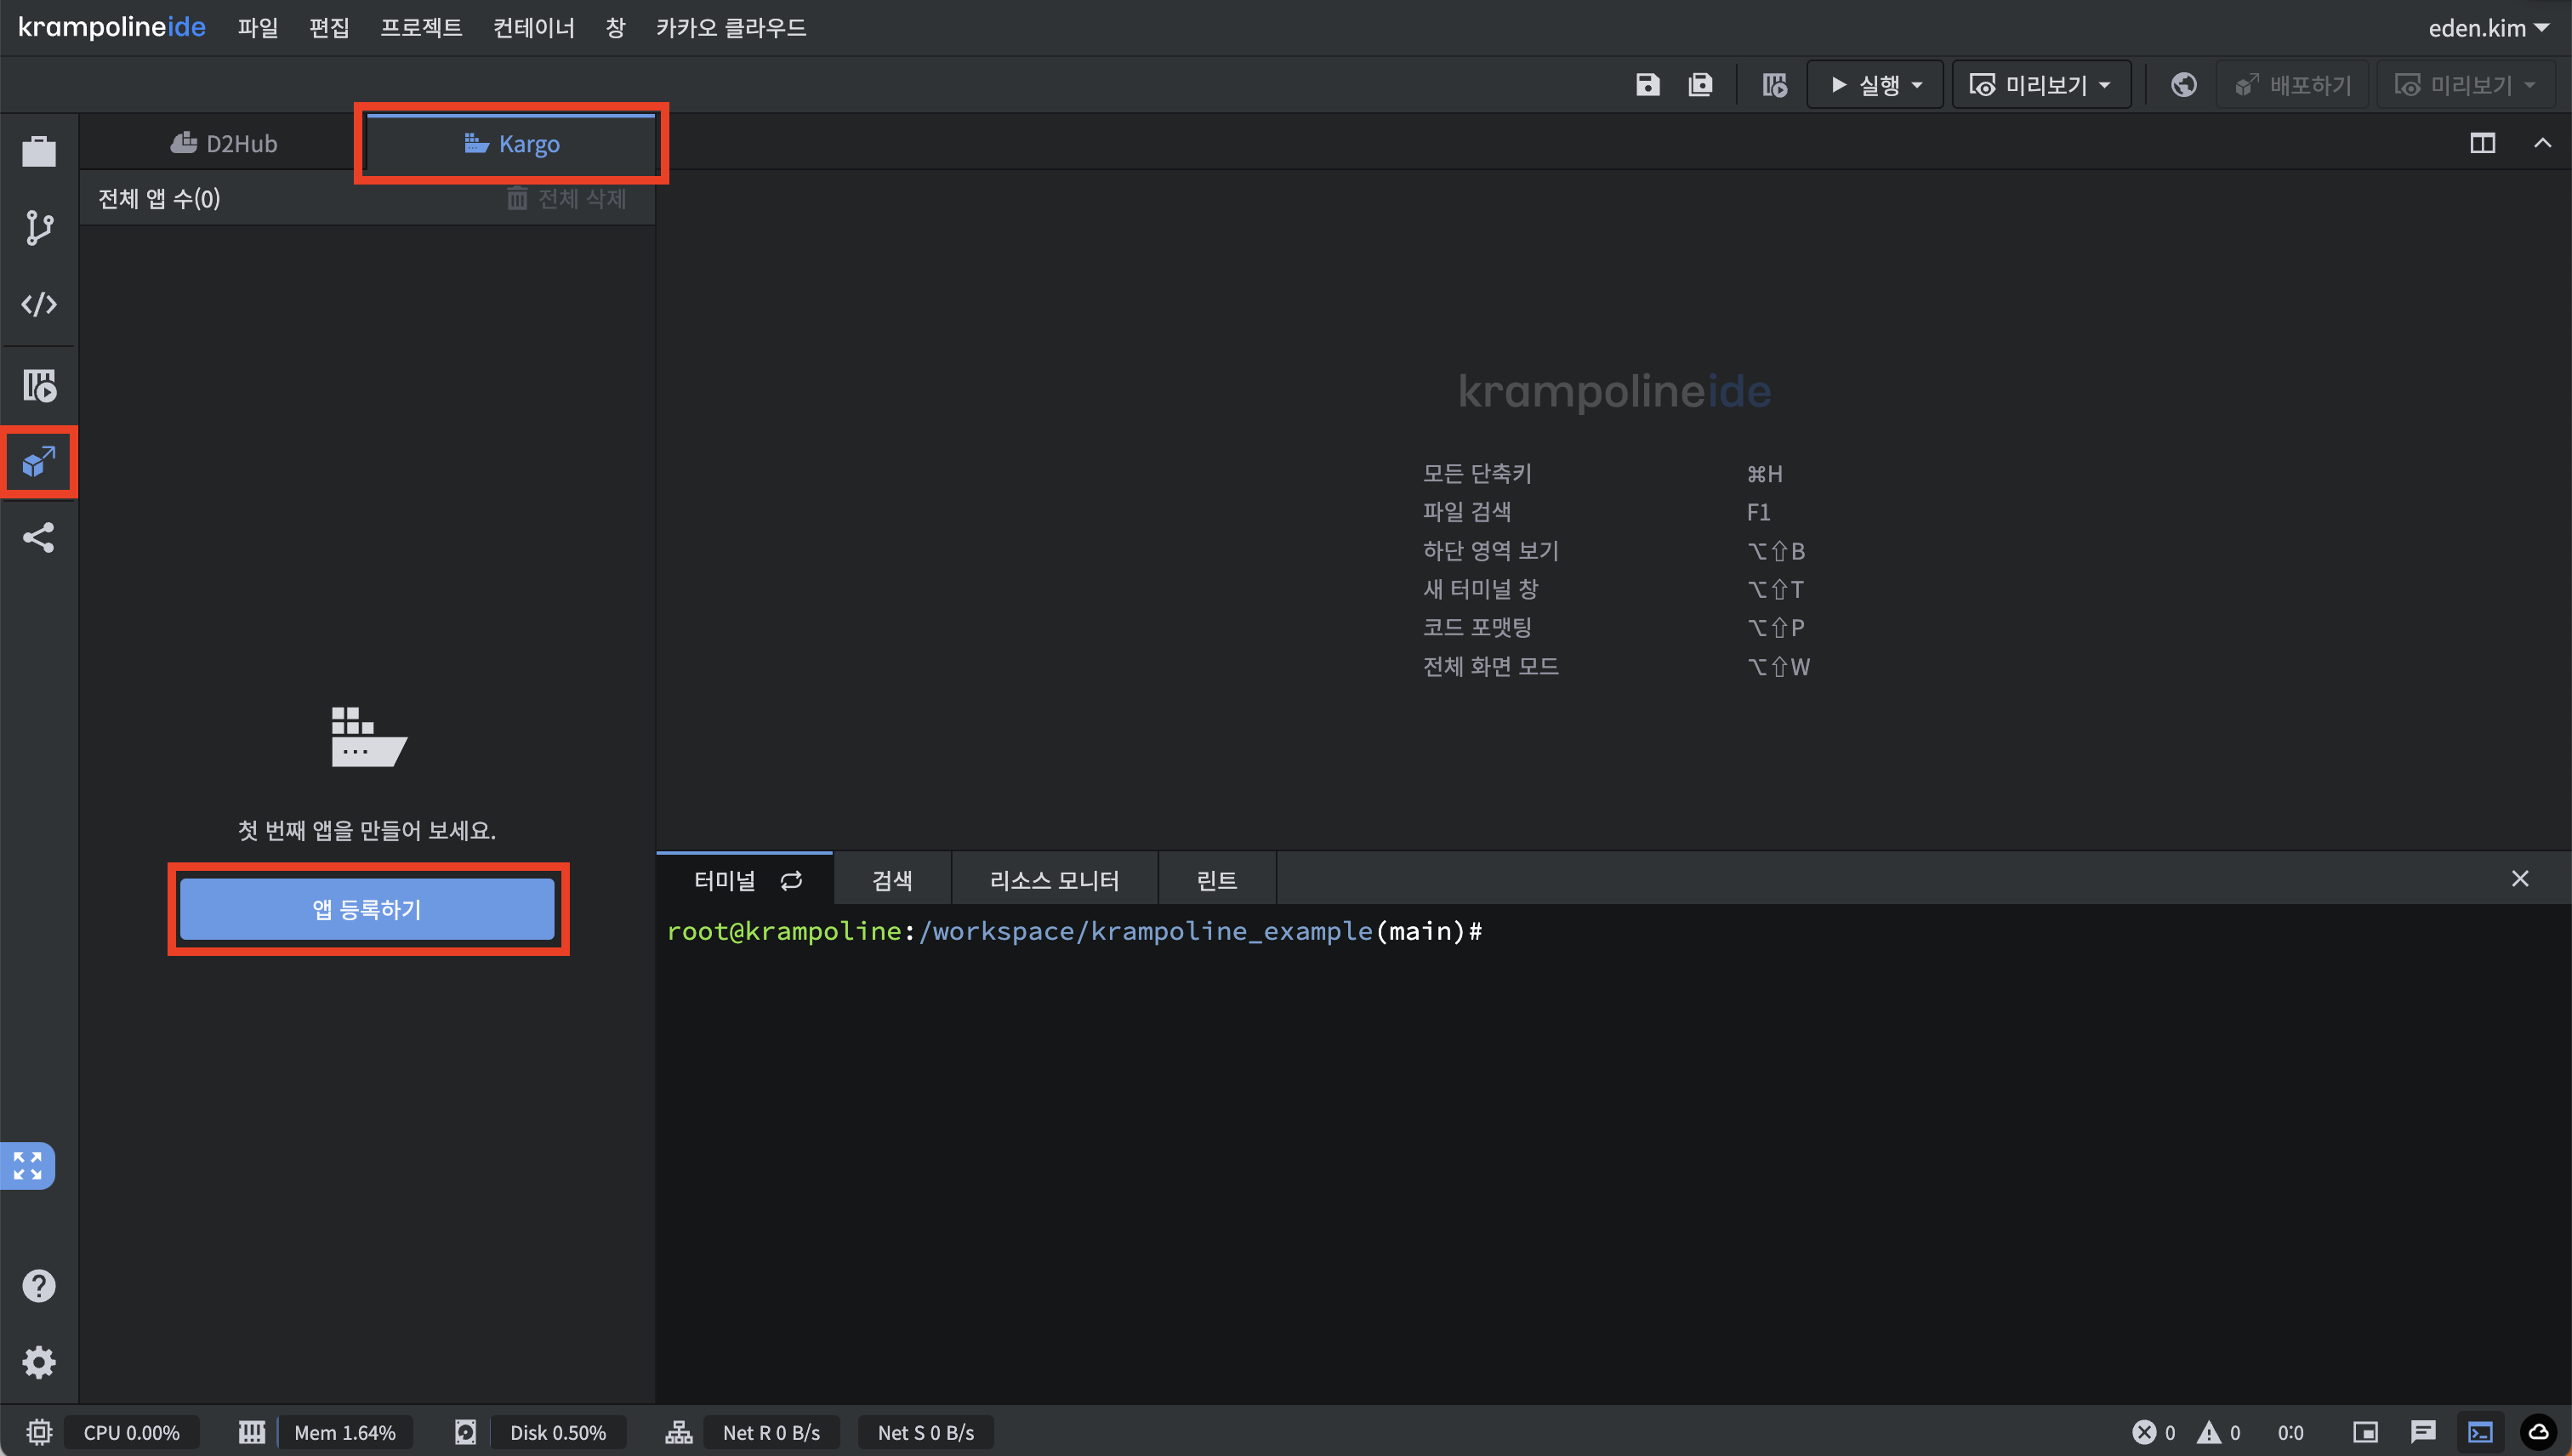 krampolineide 파일 편집 프로젝트 컨테이너 창 카카오 클라우드 eden.kim
실행 미리보기 배포하기 미리보기
D2Hub Kargo
전체 앱 수(0) 전체 삭제
krampolineide
모든 단축키 ⌘H
파일 검색 F1
하단 영역 보기 ⌥⇧B
새 터미널 창 ⌥⇧T
코드 포맷팅 ⌥⇧P
전체 화면 모드 ⌥⇧W
첫 번째 앱을 만들어 보세요.
앱 등록하기
터미널 검색 리소스 모니터 린트
root@krampoline:/workspace/krampoline_example(main)#
CPU 0.00% Mem 1.64% Disk 0.50% Net R 0 B/s Net S 0 B/s 0 0 0:0